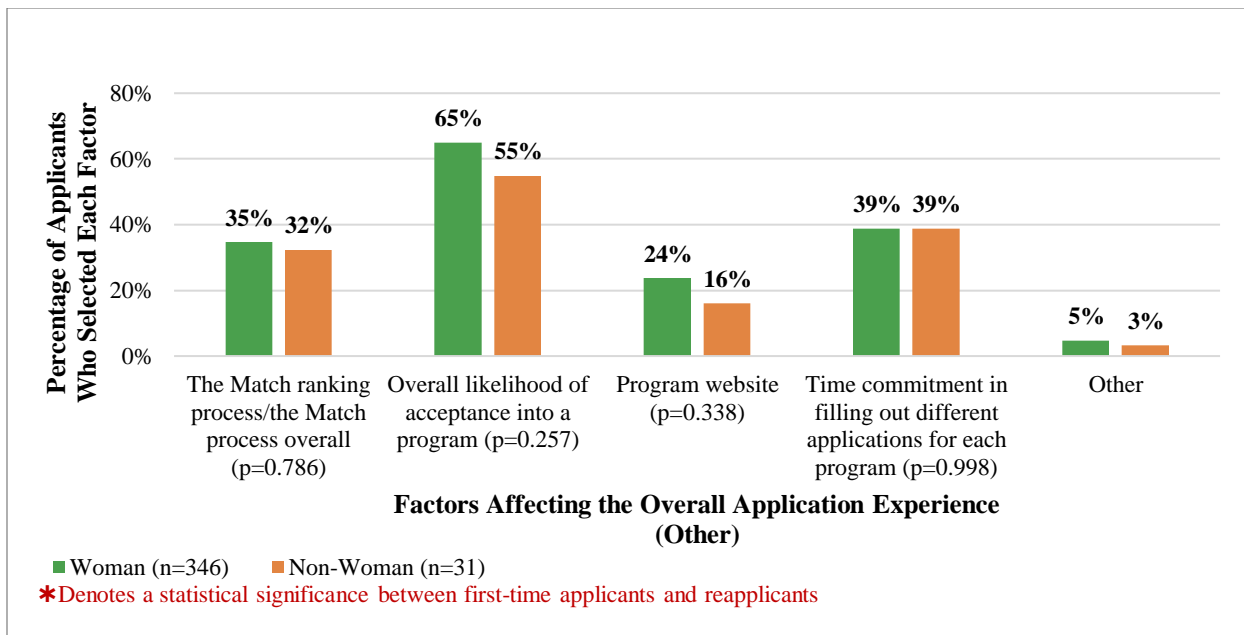 Percentage of Applicants
Who Selected Each Factor
80%
60%
40%
20%
0%
35%
32%
65%
55%
24%
16%
39%
39%
5%
3%
The Match ranking
process/the Match
process overall
(p=0.786)
Overall likelihood of
acceptance into a
program (p=0.257)
Program website
(p=0.338)
Time commitment in
filling out different
applications for each
program (p=0.998)
Other
Factors Affecting the Overall Application Experience
(Other)
Woman (n=346)
Non-Woman (n=31)
*Denotes a statistical significance between first-time applicants and reapplicants